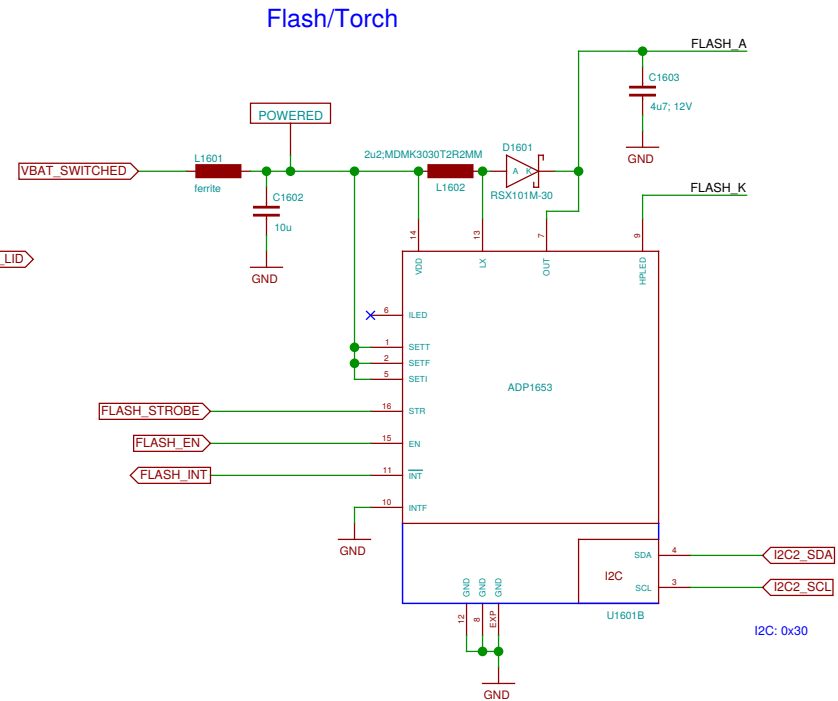 Flash/Torch
FLASH_A
C1603
4u7; 12V
GND
POWERED
VBAT_SWITCHED
L1601
ferrite
2u2;MDMK3030T2R2MM
L1602
D1601
A K
RSX101M-30
C1602
10u
GND
FLASH_K
_LID
14
13
7
9
VDD
LX
OUT
HPLED
6 ILED
1 SETT
2 SETF
5 SETI
ADP1653
FLASH_STROBE 16 STR
FLASH_EN 15 EN
FLASH_INT 11 INT
10 INTF
GND
I2C
SDA 4 I2C2_SDA
SCL 3 I2C2_SCL
GND GND GND
12 8 EXP
U1601B
I2C: 0x30
GND